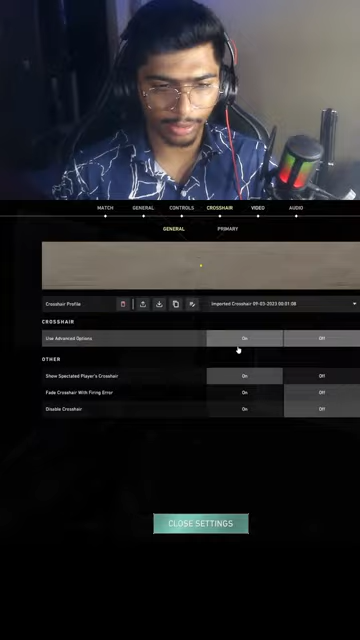 MATCH GENERAL CONTROLS CROSSHAIR VIDEO AUDIO
GENERAL PRIMARY
Crosshair Profile Imported Crosshair 09-03-2023 00:01:08
CROSSHAIR
Use Advanced Options On Off
OTHER
Show Spectated Player's Crosshair On Off
Fade Crosshair With Firing Error On Off
Disable Crosshair On Off
CLOSE SETTINGS